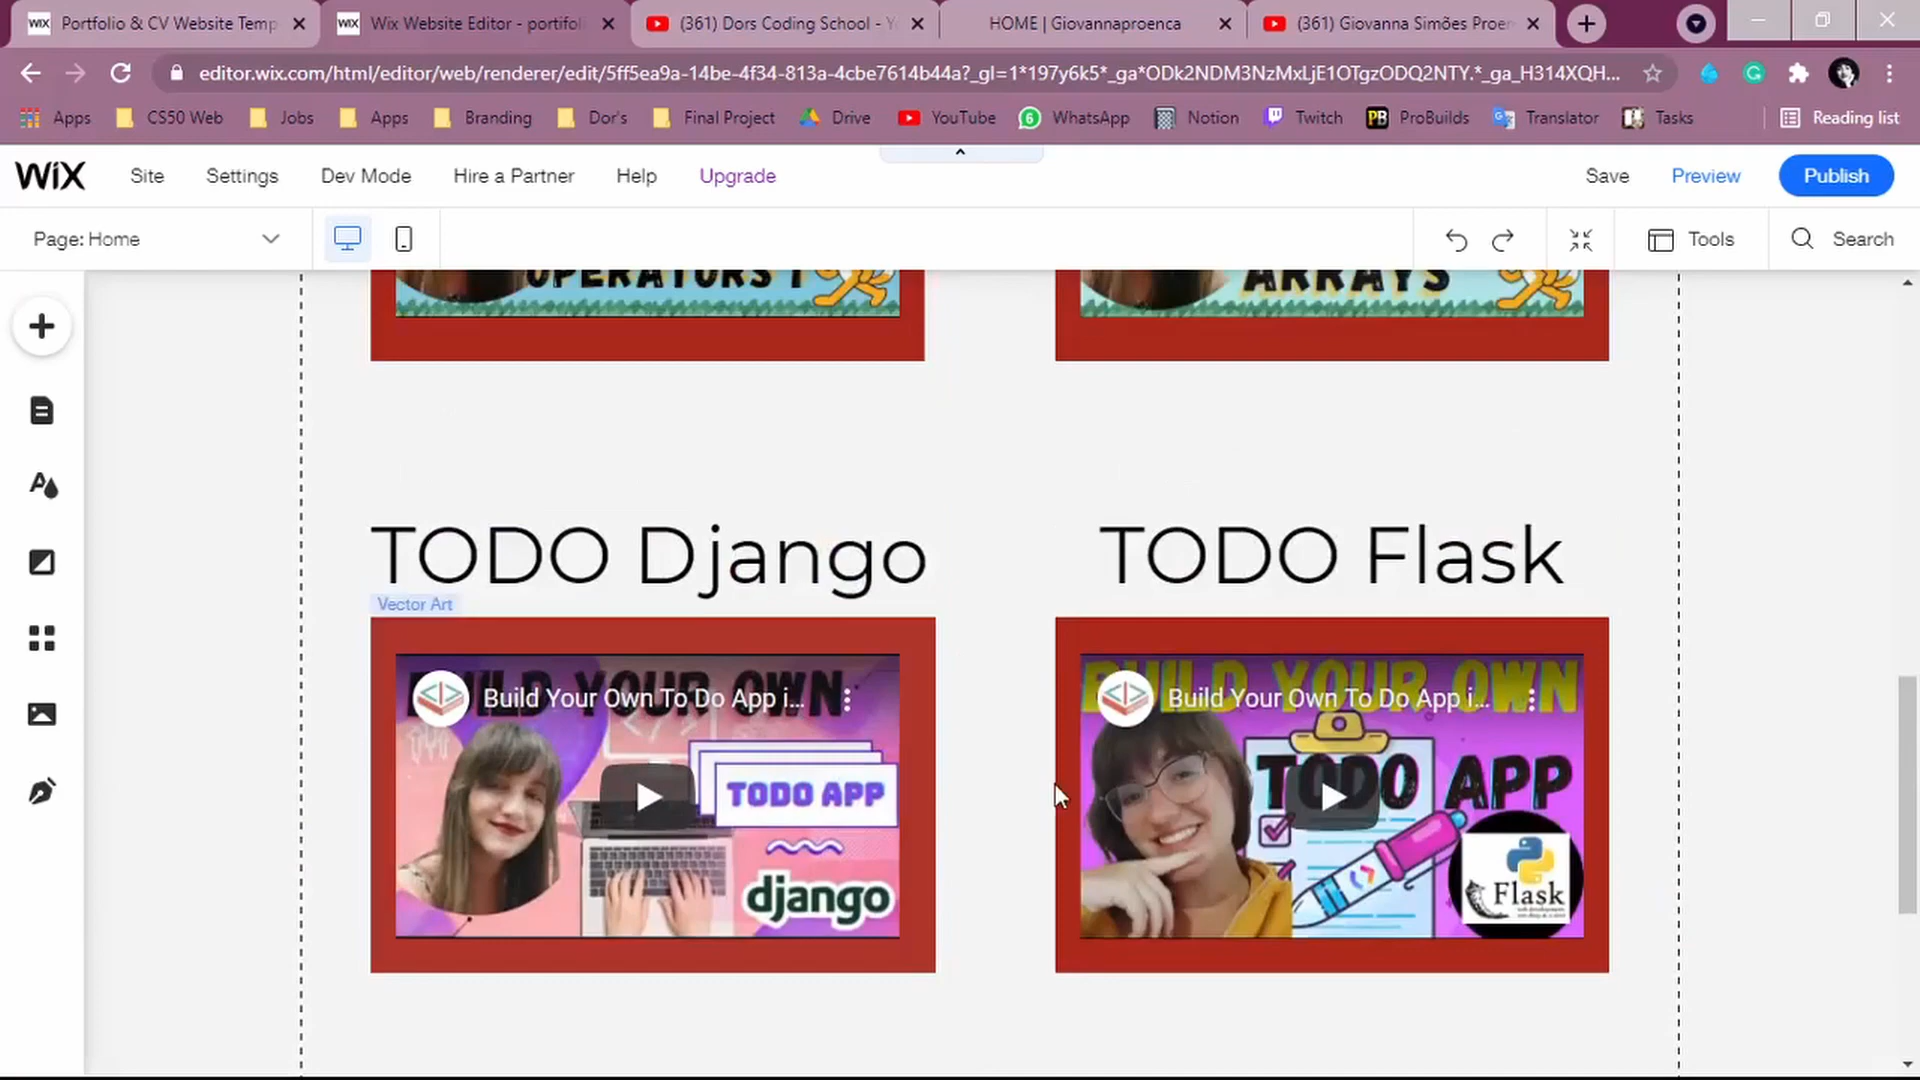 Portfolio & CV Website Temp
Wix Website Editor - portifol
(361) Dors Coding School - Y
HOME | Giovannaproenca
(361) Giovanna Simões Proen
editor.wix.com/html/editor/web/renderer/edit/5ff5ea9a-14be-4f34-813a-4cbe7614b44a?_gl=1*197y6k5*_ga*ODk2NDM3NzMxLjE1OTgzODQ2NTY.*_ga_H314XQH...
Apps CS50 Web Jobs Apps Branding Dor's Final Project Drive YouTube 6 WhatsApp Notion Twitch PB ProBuilds Translator Tasks Reading list
WiX Site Settings Dev Mode Hire a Partner Help Upgrade Save Preview Publish
Page: Home Tools Search
OPERATORS I
ARRAYS
TODO Django
TODO Flask
Vector Art
BUILD YOUR OWN
Build Your Own To Do App i...
TODO APP
django
BUILD YOUR OWN
Build Your Own To Do App i...
TODO APP
Flask